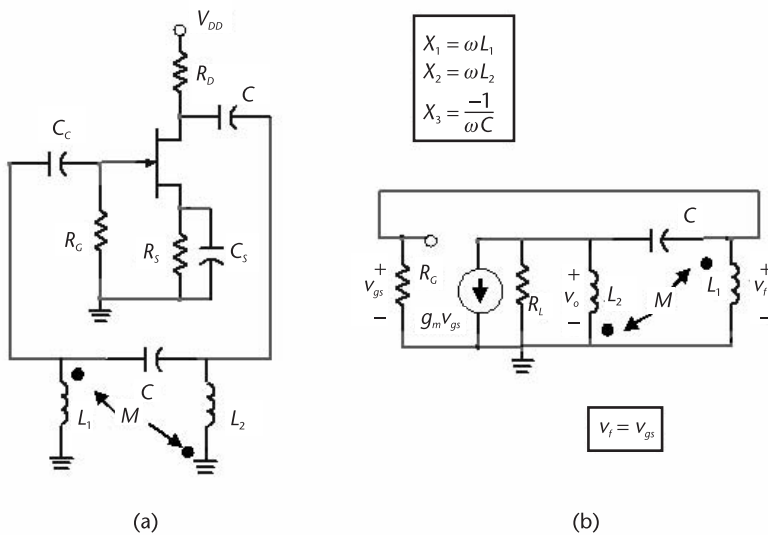 V_DD
R_D
C
C_C
R_G
R_S
C_S
C
L_1
M
L_2
(a)
X_1 = ωL_1
X_2 = ωL_2
X_3 = -1/ωC
C
+
v_gs
−
R_G
g_m v_gs
R_L
+
v_o
−
L_2
M
L_1
+
v_f
−
v_f = v_gs
(b)